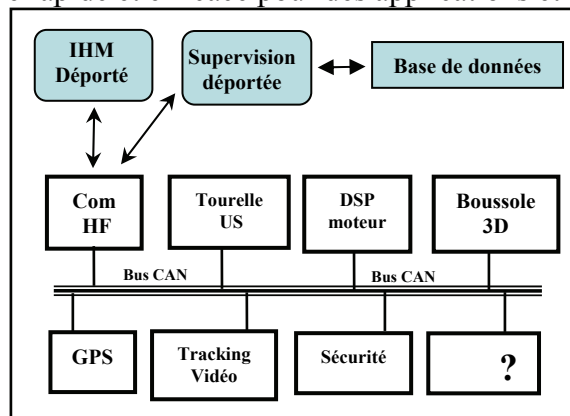 IHM
Déporté
Supervision
déportée
Base de données
Com
HF
Tourelle
US
DSP
moteur
Boussole
3D
Bus CAN
Bus CAN
GPS
Tracking
Vidéo
Sécurité
?